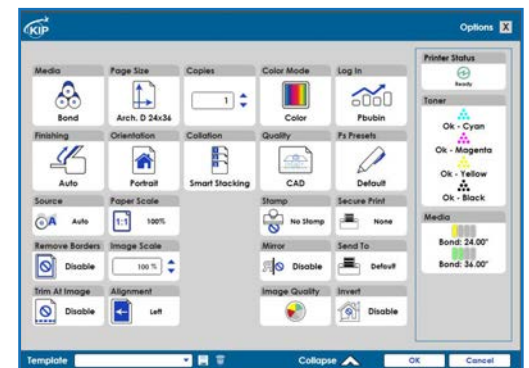 KIP
Options X
Media
Page Size
Copies
Color Mode
Log In
Printer Status
Ready
1
Bond
Arch. D 24x36
Color
Pbubin
Toner
Ok - Cyan
Ok - Magenta
Ok - Yellow
Ok - Black
Finishing
Orientation
Collation
Quality
Ps Presets
Auto
Portrait
Smart Stacking
CAD
Default
Source
Paper Scale
Stamp
Secure Print
A Auto
1:1 100%
No Stamp
None
Media
Bond: 24.00"
Bond: 36.00"
Remove Borders
Image Scale
Mirror
Send To
Disable
100 %
Disable
Default
Trim At Image
Alignment
Image Quality
Invert
Disable
Left
Disable
Template
Collapse
OK
Cancel